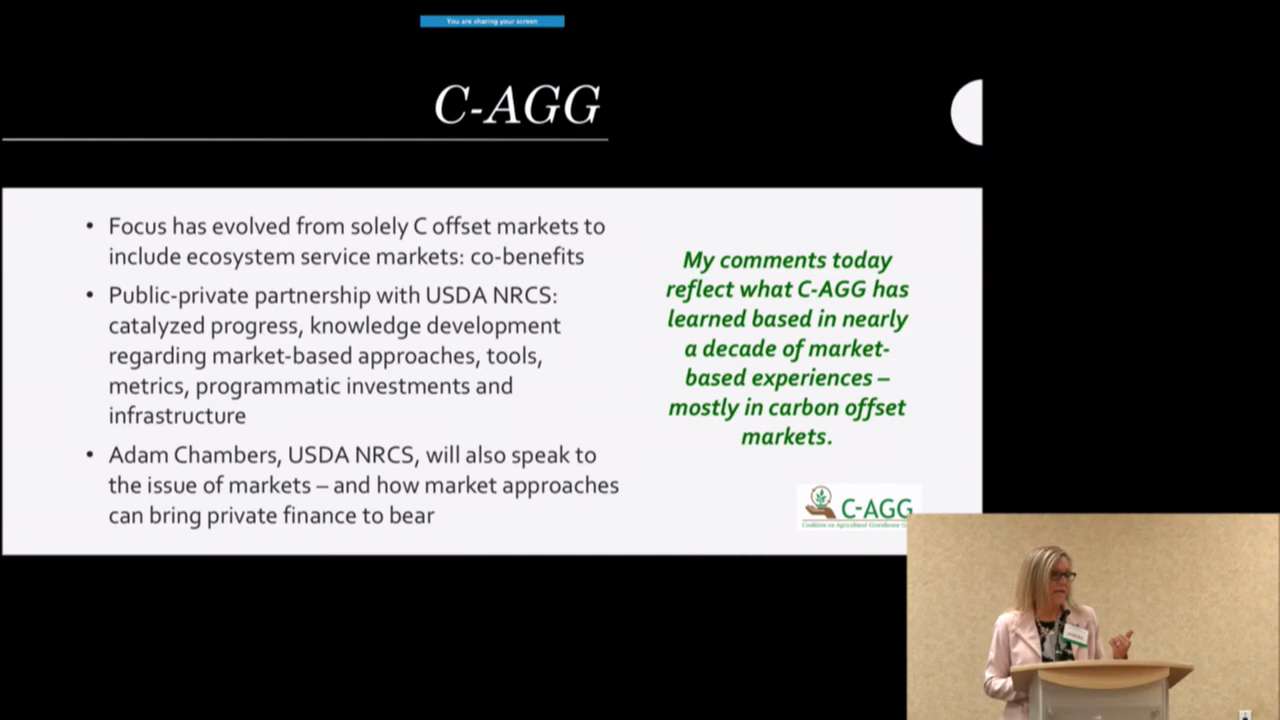 You are sharing your screen
C-AGG
• Focus has evolved from solely C offset markets to
include ecosystem service markets: co-benefits
• Public-private partnership with USDA NRCS:
catalyzed progress, knowledge development
regarding market-based approaches, tools,
metrics, programmatic investments and
infrastructure
• Adam Chambers, USDA NRCS, will also speak to
the issue of markets – and how market approaches
can bring private finance to bear
My comments today
reflect what C-AGG has
learned based in nearly
a decade of market-
based experiences –
mostly in carbon offset
markets.
C-AGG
Coalition on Agricultural Greenhouse